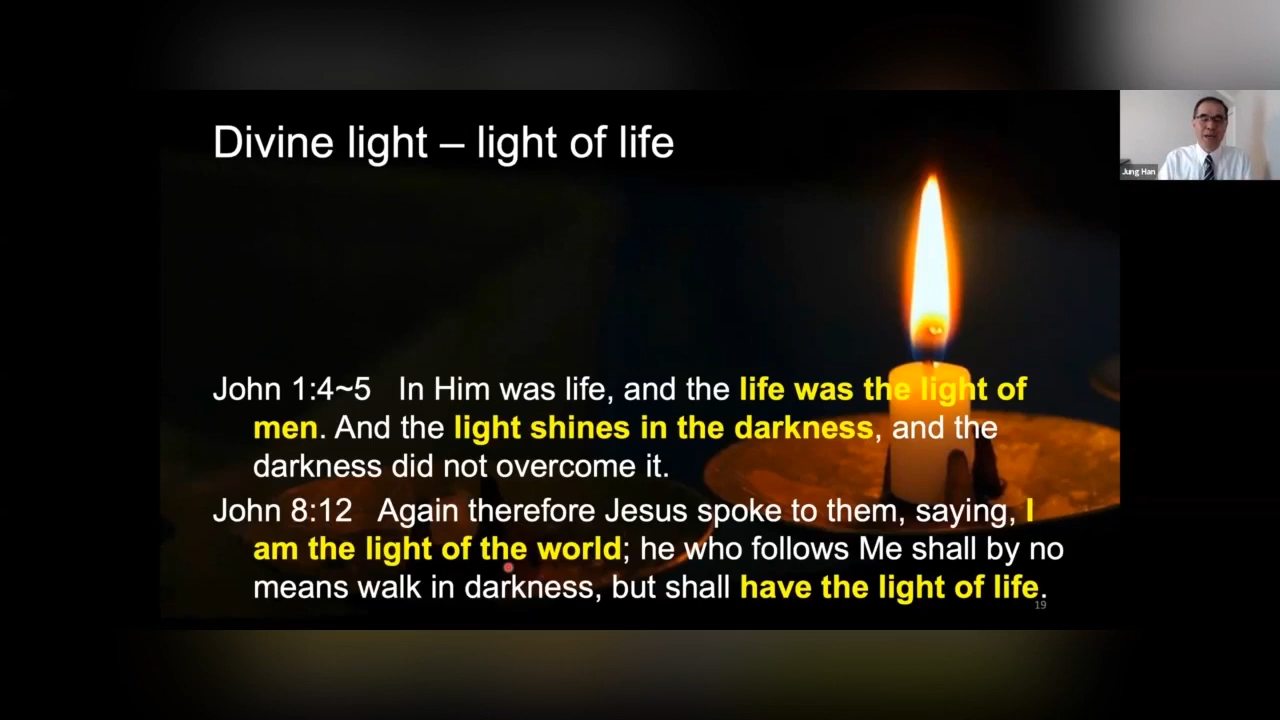 Divine light – light of life
Jung Han
John 1:4~5 In Him was life, and the life was the light of
men. And the light shines in the darkness, and the
darkness did not overcome it.
John 8:12 Again therefore Jesus spoke to them, saying, I
am the light of the world; he who follows Me shall by no
means walk in darkness, but shall have the light of life.
19